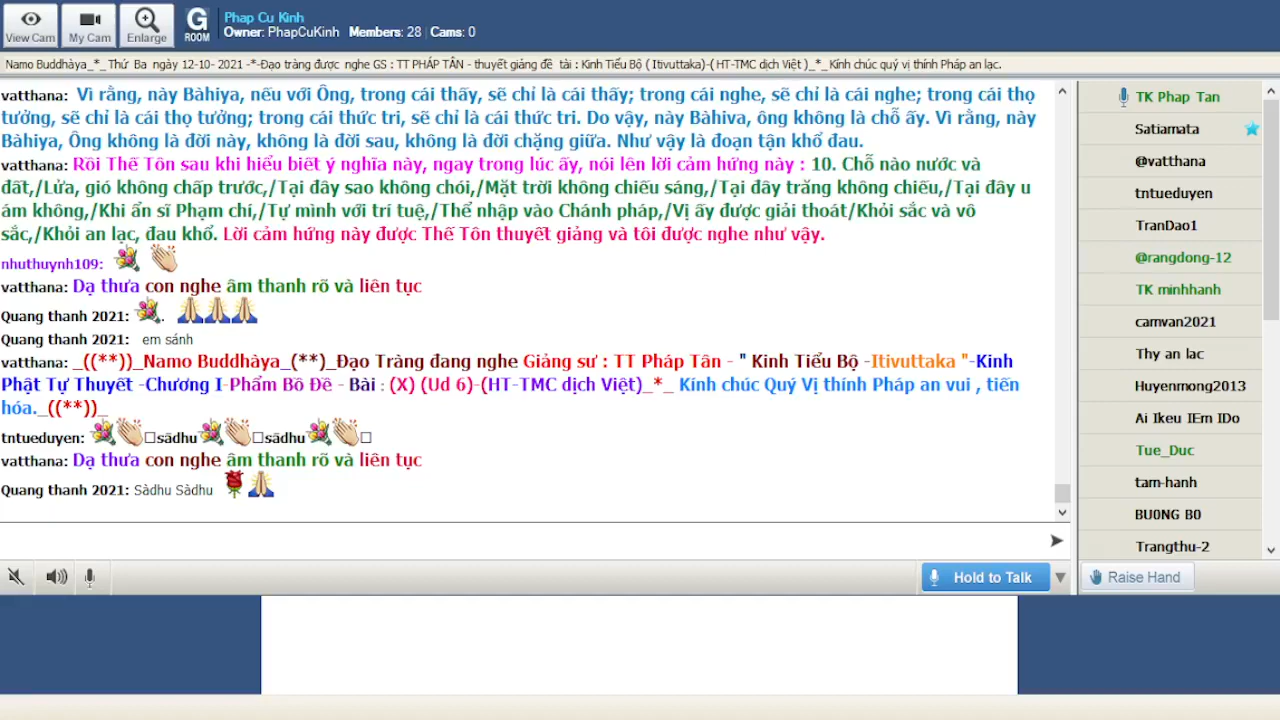 View Cam
My Cam
Enlarge
G
ROOM
Phap Cu Kinh
Owner: PhapCuKinh Members: 28 Cams: 0
Namo Buddhàya_*_Thứ Ba ngày 12-10- 2021 -*-Đạo tràng được nghe GS : TT PHÁP TÂN - thuyết giảng đề tài : Kinh Tiểu Bộ ( Itivuttaka)-( HT-TMC dịch Việt )_*_Kính chúc quý vị thính Pháp an lạc.
vatthana: Vì rằng, này Bàhiya, nếu với Ông, trong cái thấy, sẽ chỉ là cái thấy; trong cái nghe, sẽ chỉ là cái nghe; trong cái thọ
tưởng, sẽ chỉ là cái thọ tưởng; trong cái thức tri, sẽ chỉ là cái thức tri. Do vậy, này Bàhiva, ông không là chỗ ấy. Vì rằng, này
Bàhiya, Ông không là đời này, không là đời sau, không là đời chặng giữa. Như vậy là đoạn tận khổ đau.
vatthana: Rồi Thế Tôn sau khi hiểu biết ý nghĩa này, ngay trong lúc ấy, nói lên lời cảm hứng này : 10. Chỗ nào nước và
đất,/Lửa, gió không chấp trước,/Tại đây sao không chói,/Mặt trời không chiếu sáng,/Tại đây trăng không chiếu,/Tại đây u
ám không,/Khi ẩn sĩ Phạm chí,/Tự mình với trí tuệ,/Thể nhập vào Chánh pháp,/Vị ấy được giải thoát/Khỏi sắc và vô
sắc,/Khỏi an lạc, đau khổ. Lời cảm hứng này được Thế Tôn thuyết giảng và tôi được nghe như vậy.
nhuthuynh109:
vatthana: Dạ thưa con nghe âm thanh rõ và liên tục
Quang thanh 2021: .
Quang thanh 2021: em sánh
vatthana: _((**))_Namo Buddhàya_(**)_Đạo Tràng đang nghe Giảng sư : TT Pháp Tân - " Kinh Tiểu Bộ -Itivuttaka "-Kinh
Phật Tự Thuyết -Chương I-Phẩm Bồ Đề - Bài : (X) (Ud 6)-(HT-TMC dịch Việt)_*_ Kính chúc Quý Vị thính Pháp an vui , tiến
hóa._((**))_
tntueduyen: sādhu sādhu
vatthana: Dạ thưa con nghe âm thanh rõ và liên tục
Quang thanh 2021: Sàdhu Sàdhu
Hold to Talk
TK Phap Tan
Satiamata
@vatthana
tntueduyen
TranDao1
@rangdong-12
TK minhhanh
camvan2021
Thy an lac
Huyenmong2013
Ai Ikeu IEm IDo
Tue_Duc
tam-hanh
BU0NG B0
Trangthu-2
Raise Hand